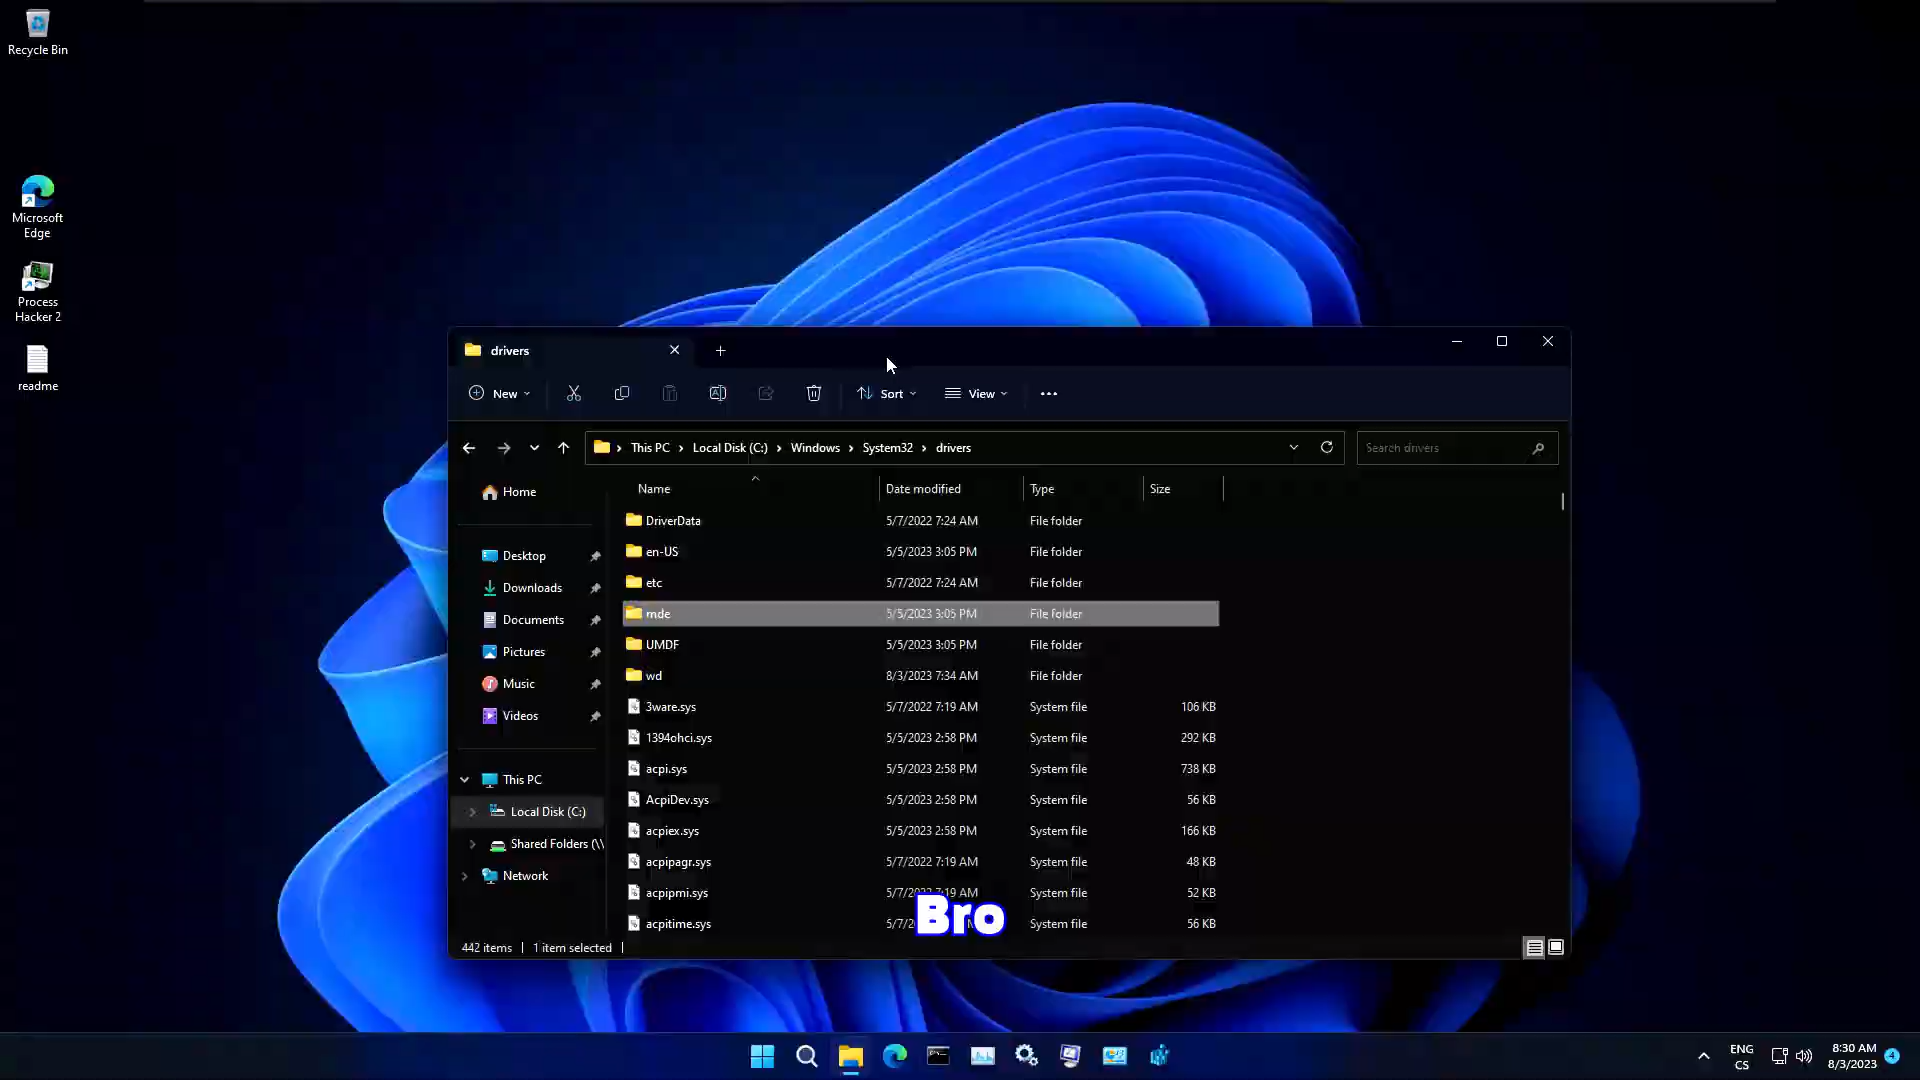 Recycle Bin
Microsoft
Edge
Process
Hacker 2
readme
drivers
New
Sort
View
This PC
Local Disk (C:)
Windows
System32
drivers
Search drivers
Home
Desktop
Downloads
Documents
Pictures
Music
Videos
This PC
Local Disk (C:)
Shared Folders (\\
Network
Name Date modified Type Size
DriverData 5/7/2022 7:24 AM File folder
en-US 5/5/2023 3:05 PM File folder
etc 5/7/2022 7:24 AM File folder
mde 5/5/2023 3:05 PM File folder
UMDF 5/5/2023 3:05 PM File folder
wd 8/3/2023 7:34 AM File folder
3ware.sys 5/7/2022 7:19 AM System file 106 KB
1394ohci.sys 5/5/2023 2:58 PM System file 292 KB
acpi.sys 5/5/2023 2:58 PM System file 738 KB
AcpiDev.sys 5/5/2023 2:58 PM System file 56 KB
acpiex.sys 5/5/2023 2:58 PM System file 166 KB
acpipagr.sys 5/7/2022 7:19 AM System file 48 KB
acpipmi.sys 5/7/2022 7:19 AM System file 52 KB
acpitime.sys System file 56 KB
Bro
442 items 1 item selected
ENG
CS
8:30 AM
8/3/2023
4